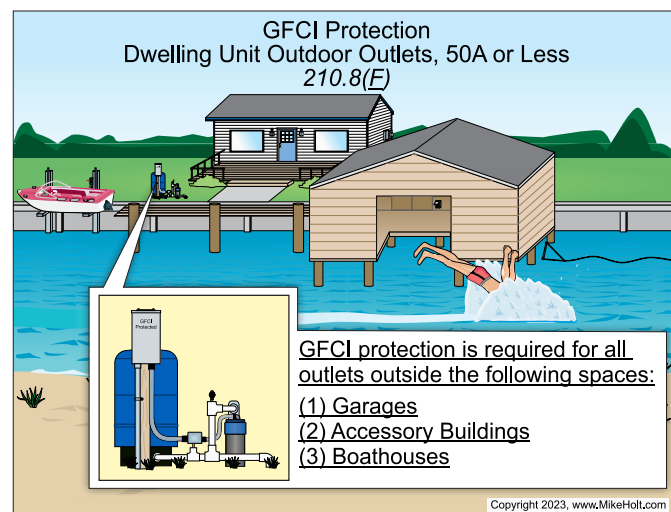 GFCI Protection
Dwelling Unit Outdoor Outlets, 50A or Less
210.8(F)
GFCI
Protected
GFCI protection is required for all
outlets outside the following spaces:
(1) Garages
(2) Accessory Buildings
(3) Boathouses
Copyright 2023, www.MikeHolt.com